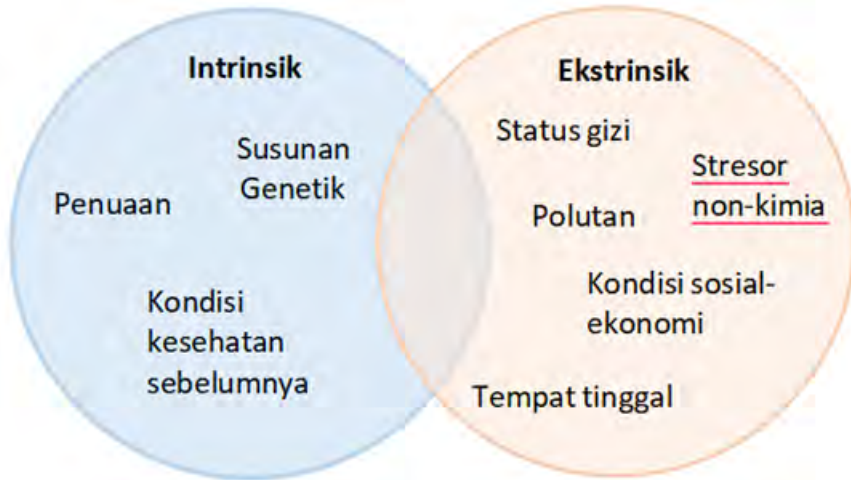 Intrinsik
Susunan
Genetik
Penuaan
Kondisi
kesehatan
sebelumnya
Ekstrinsik
Status gizi
Stresor
non-kimia
Polutan
Kondisi sosial-
ekonomi
Tempat tinggal